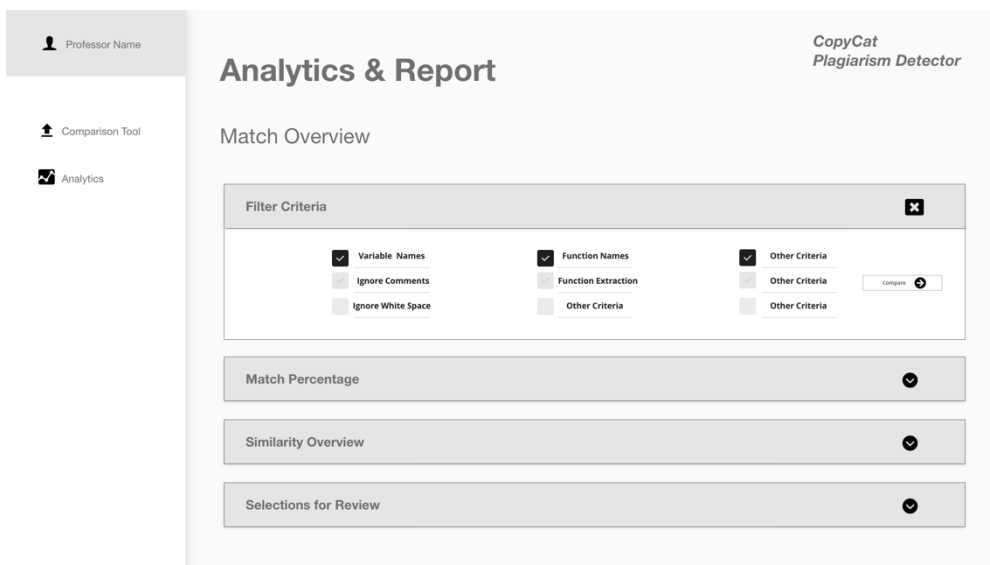 Professor Name
CopyCat
Plagiarism Detector
Analytics & Report
Comparison Tool
Match Overview
Analytics
Filter Criteria
Variable Names
Function Names
Other Criteria
Ignore Comments
Function Extraction
Other Criteria
Compare
Ignore White Space
Other Criteria
Other Criteria
Match Percentage
Similarity Overview
Selections for Review